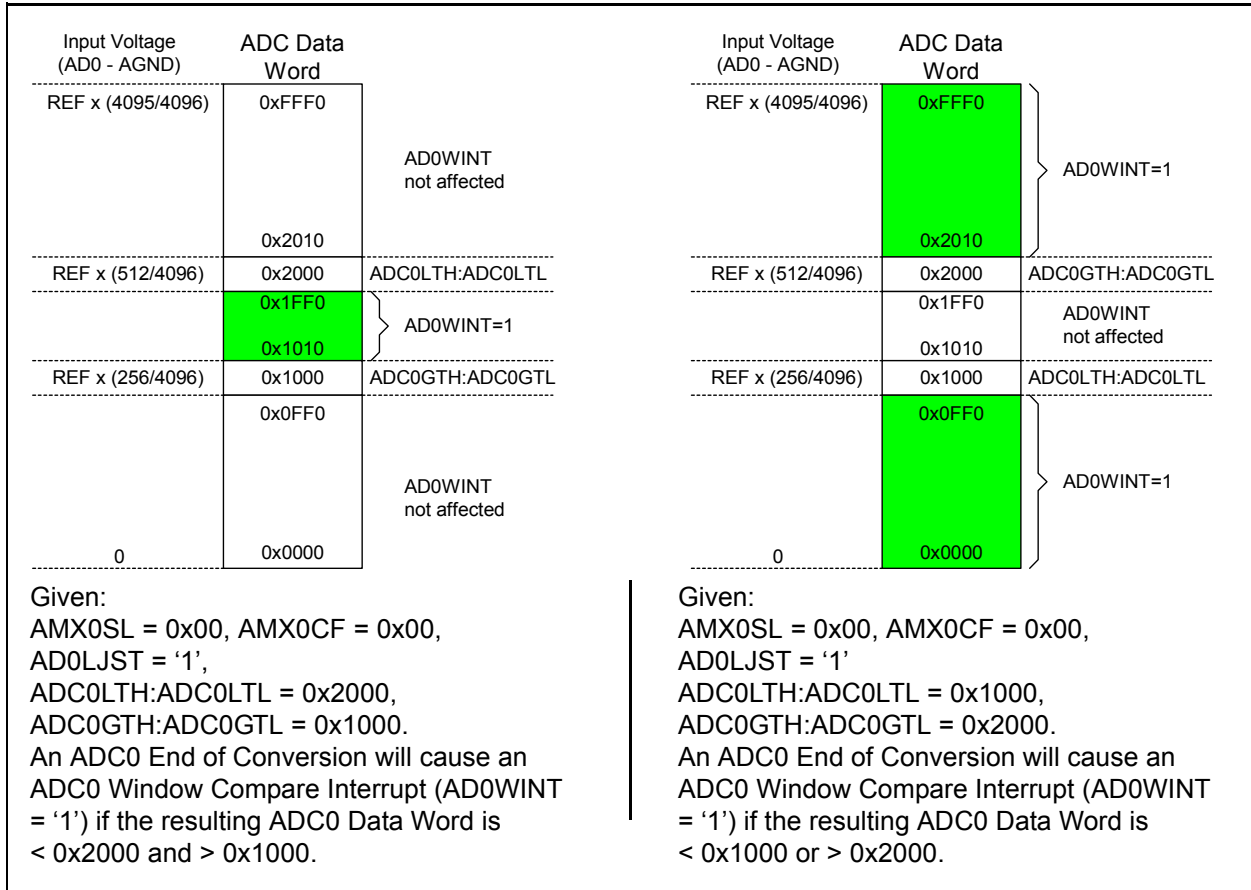 Input Voltage
(AD0 - AGND)
ADC Data
Word
REF x (4095/4096)
0xFFF0
AD0WINT
not affected
0x2010
REF x (512/4096)
0x2000
ADC0LTH:ADC0LTL
0x1FF0
AD0WINT=1
0x1010
REF x (256/4096)
0x1000
ADC0GTH:ADC0GTL
0x0FF0
AD0WINT
not affected
0
0x0000
Given:
AMX0SL = 0x00, AMX0CF = 0x00,
AD0LJST = ‘1’,
ADC0LTH:ADC0LTL = 0x2000,
ADC0GTH:ADC0GTL = 0x1000.
An ADC0 End of Conversion will cause an
ADC0 Window Compare Interrupt (AD0WINT
= ‘1’) if the resulting ADC0 Data Word is
< 0x2000 and > 0x1000.
Input Voltage
(AD0 - AGND)
ADC Data
Word
REF x (4095/4096)
0xFFF0
AD0WINT=1
0x2010
REF x (512/4096)
0x2000
ADC0GTH:ADC0GTL
0x1FF0
AD0WINT
not affected
0x1010
REF x (256/4096)
0x1000
ADC0LTH:ADC0LTL
0x0FF0
AD0WINT=1
0
0x0000
Given:
AMX0SL = 0x00, AMX0CF = 0x00,
AD0LJST = ‘1’
ADC0LTH:ADC0LTL = 0x1000,
ADC0GTH:ADC0GTL = 0x2000.
An ADC0 End of Conversion will cause an
ADC0 Window Compare Interrupt (AD0WINT
= ‘1’) if the resulting ADC0 Data Word is
< 0x1000 or > 0x2000.